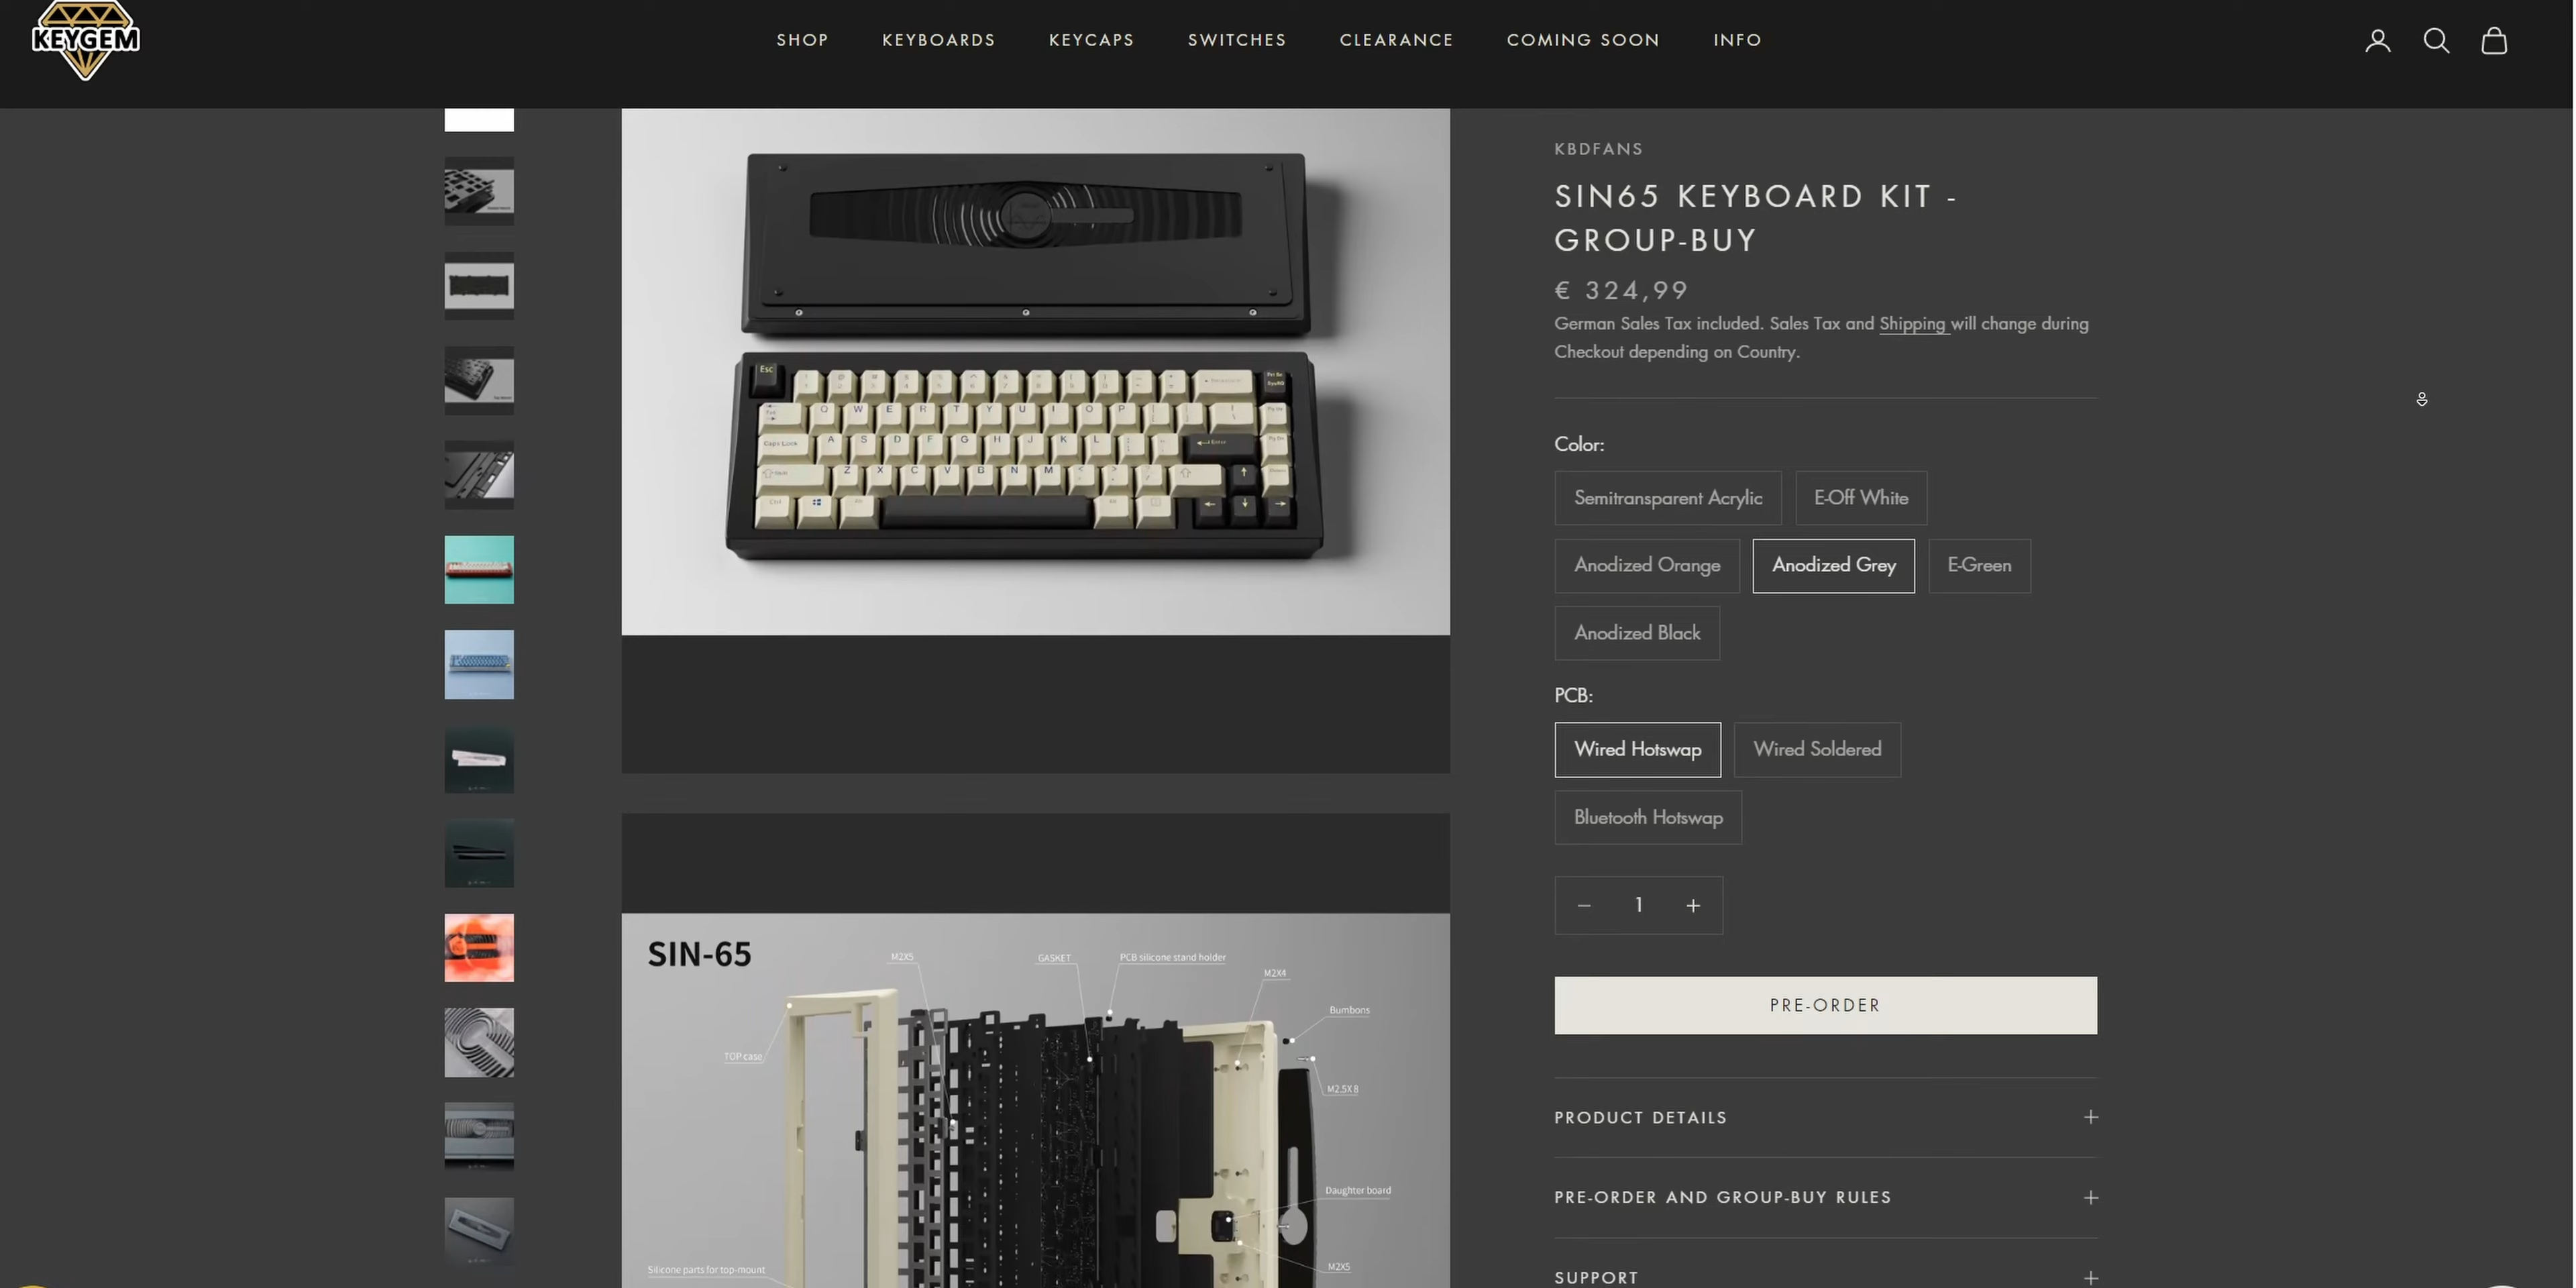 KEYGEM
SHOP
KEYBOARDS
KEYCAPS
SWITCHES
CLEARANCE
COMING SOON
INFO
Esc
Q W E R T Y U I O P
Caps Lock A S D F G H J K L Enter
Z X C V B N M
Ctrl
KBDFANS
SIN65 KEYBOARD KIT -
GROUP-BUY
€ 324,99
German Sales Tax included. Sales Tax and Shipping will change during
Checkout depending on Country.
Color:
Semitransparent Acrylic
E-Off White
Anodized Orange
Anodized Grey
E-Green
Anodized Black
PCB:
Wired Hotswap
Wired Soldered
Bluetooth Hotswap
− 1 +
PRE-ORDER
PRODUCT DETAILS +
PRE-ORDER AND GROUP-BUY RULES +
SUPPORT +
SIN-65
M2X5
GASKET
PCB silicone stand holder
M2X4
Bumbons
TOP case
M2.5X8
Daughter board
M2X5
Silicone parts for top-mount